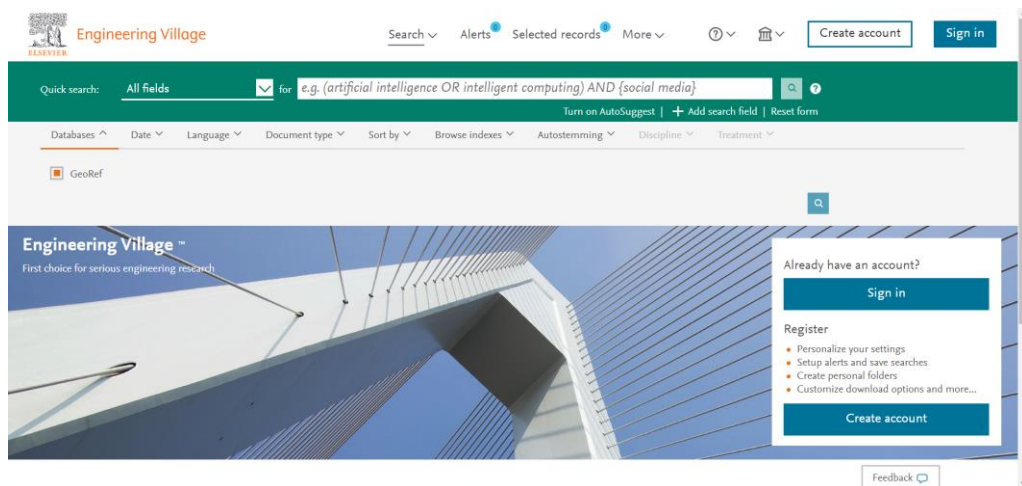 ELSEVIER
Engineering Village
Search Alerts 0 Selected records 0 More Create account Sign in
Quick search: All fields for e.g. (artificial intelligence OR intelligent computing) AND {social media}
Turn on AutoSuggest | + Add search field | Reset form
Databases Date Language Document type Sort by Browse indexes Autostemming Discipline Treatment
GeoRef
Engineering Village ™
First choice for serious engineering research
Already have an account?
Sign in
Register
• Personalize your settings
• Setup alerts and save searches
• Create personal folders
• Customize download options and more...
Create account
Feedback